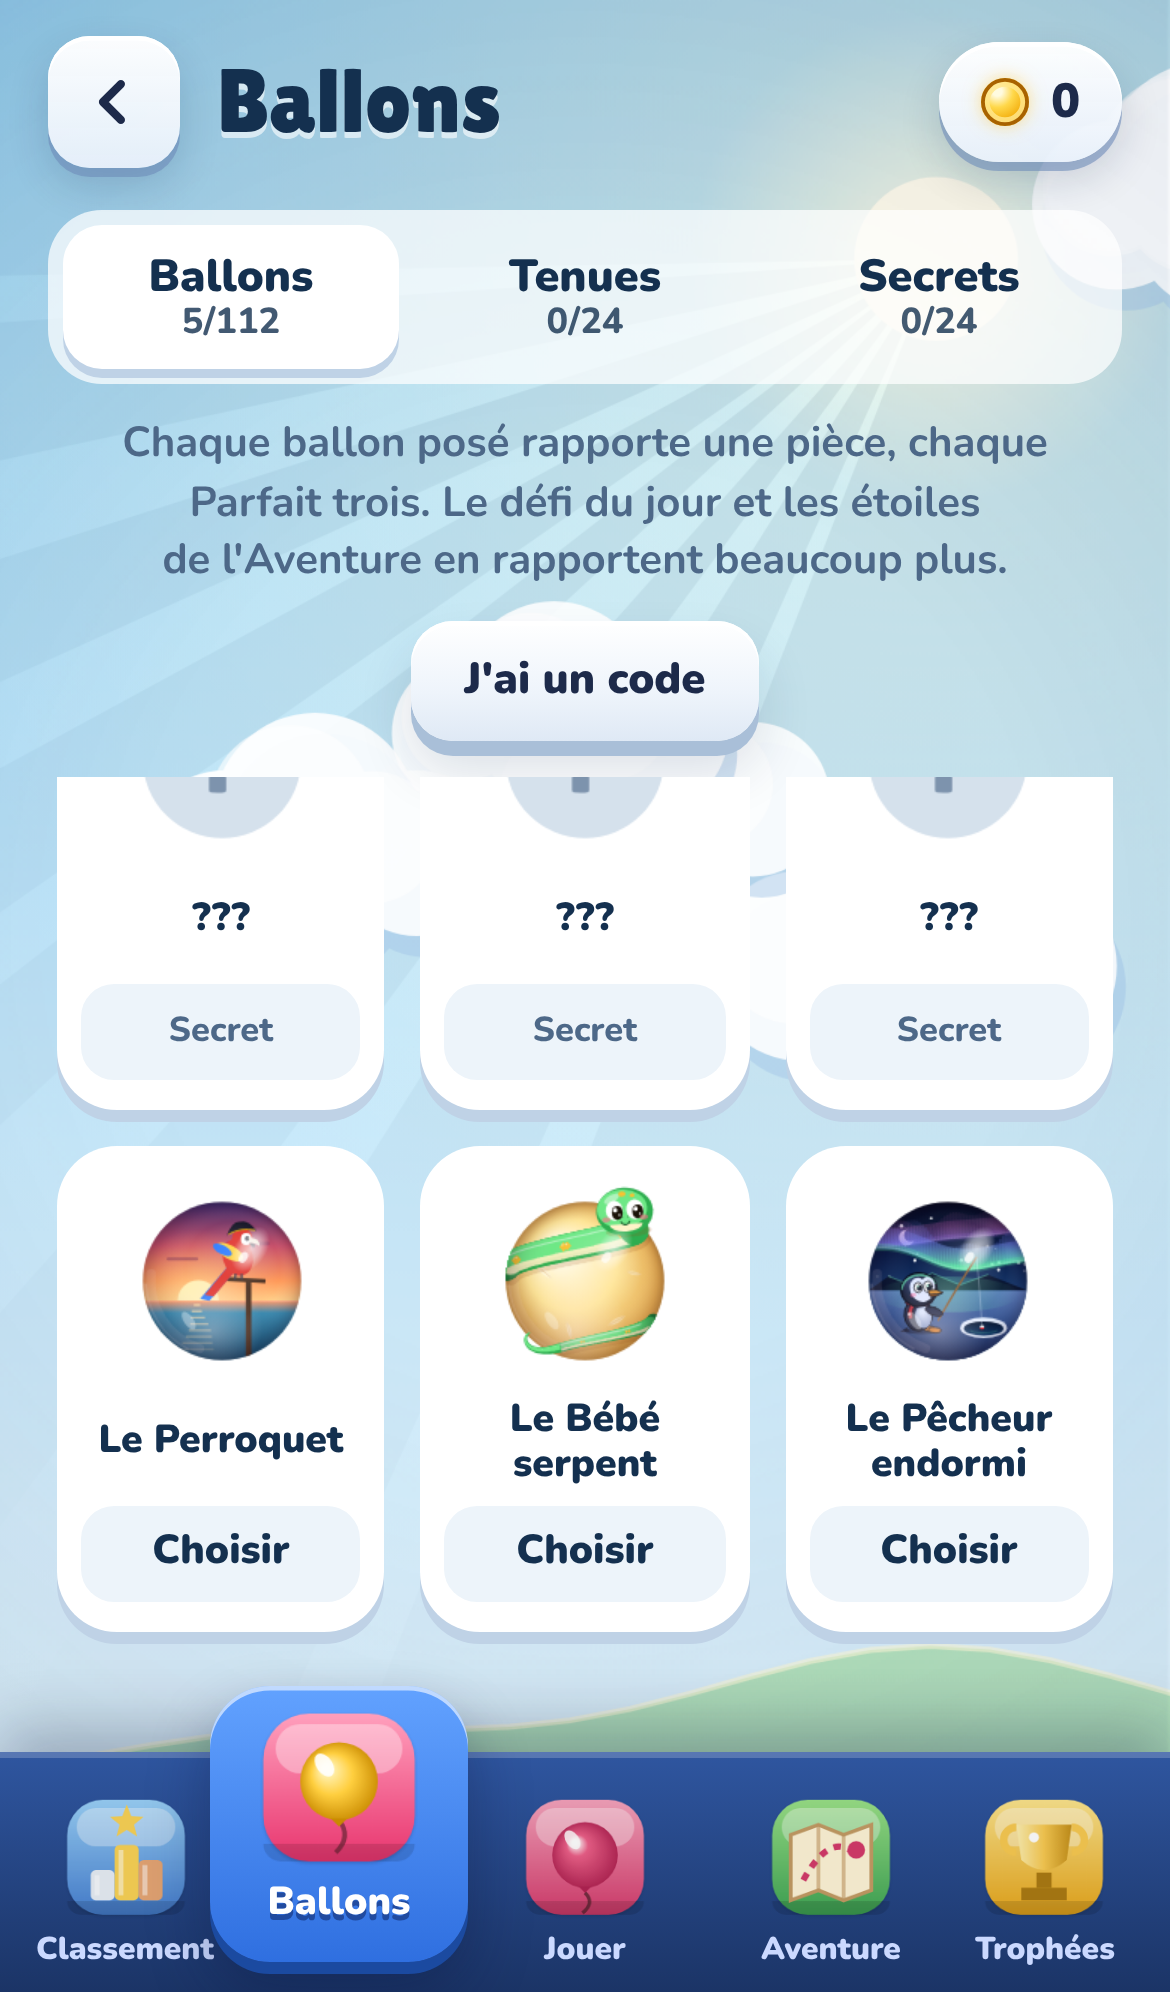 Ballons
0
Ballons
5/112
Tenues
0/24
Secrets
0/24
Chaque ballon posé rapporte une pièce, chaque
Parfait trois. Le défi du jour et les étoiles
de l'Aventure en rapportent beaucoup plus.
J'ai un code
???
???
???
Secret
Secret
Secret
Le Perroquet
Le Bébé
serpent
Le Pêcheur
endormi
Choisir
Choisir
Choisir
Classement
Ballons
Jouer
Aventure
Trophées